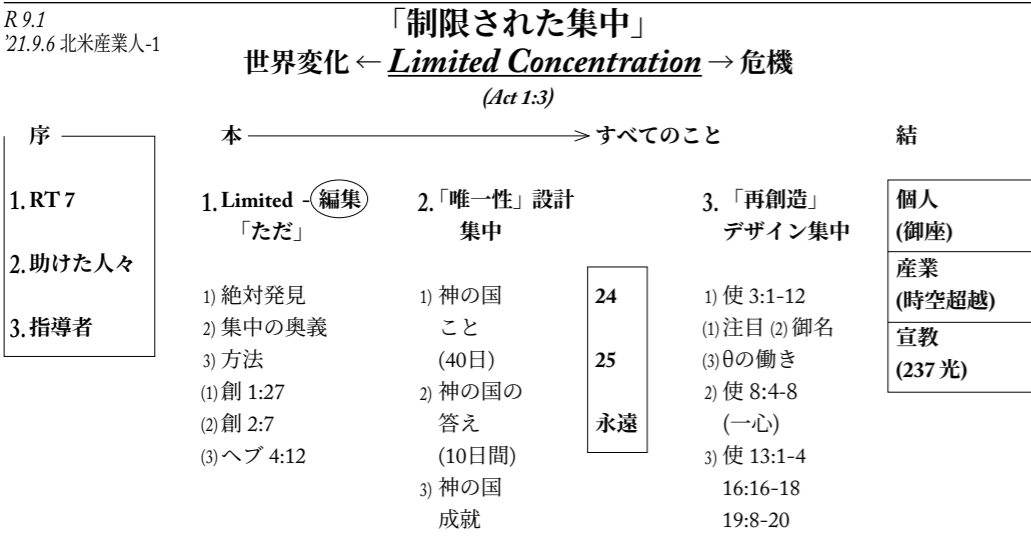 R 9.1
’21.9.6 北米産業人-1
「制限された集中」
世界変化 ← Limited Concentration → 危機
(Act 1:3)
序
1. RT 7
2. 助けた人々
3. 指導者
本
すべてのこと
1. Limited - 編集
「ただ」
1) 絶対発見
2) 集中の奥義
3) 方法
(1) 創 1:27
(2) 創 2:7
(3) ヘブ 4:12
2. 「唯一性」設計
集中
1) 神の国
こと
(40日)
2) 神の国の
答え
(10日間)
3) 神の国
成就
24
25
永遠
3. 「再創造」
デザイン集中
1) 使 3:1-12
(1) 注目 (2) 御名
(3) θの働き
2) 使 8:4-8
(一心)
3) 使 13:1-4
16:16-18
19:8-20
結
個人
(御座)
産業
(時空超越)
宣教
(237 光)